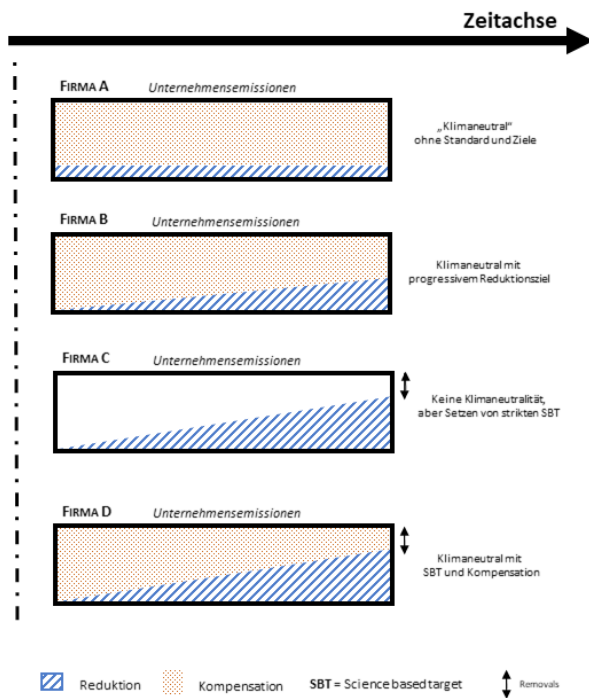 Zeitachse
FIRMA A
Unternehmensemissionen
„Klimaneutral"
ohne Standard und Ziele
FIRMA B
Unternehmensemissionen
Klimaneutral mit
progressivem Reduktionsziel
FIRMA C
Unternehmensemissionen
Keine Klimaneutralität,
aber Setzen von strikten SBT
FIRMA D
Unternehmensemissionen
Klimaneutral mit
SBT und Kompensation
Reduktion
Kompensation
SBT = Science based target
Removals